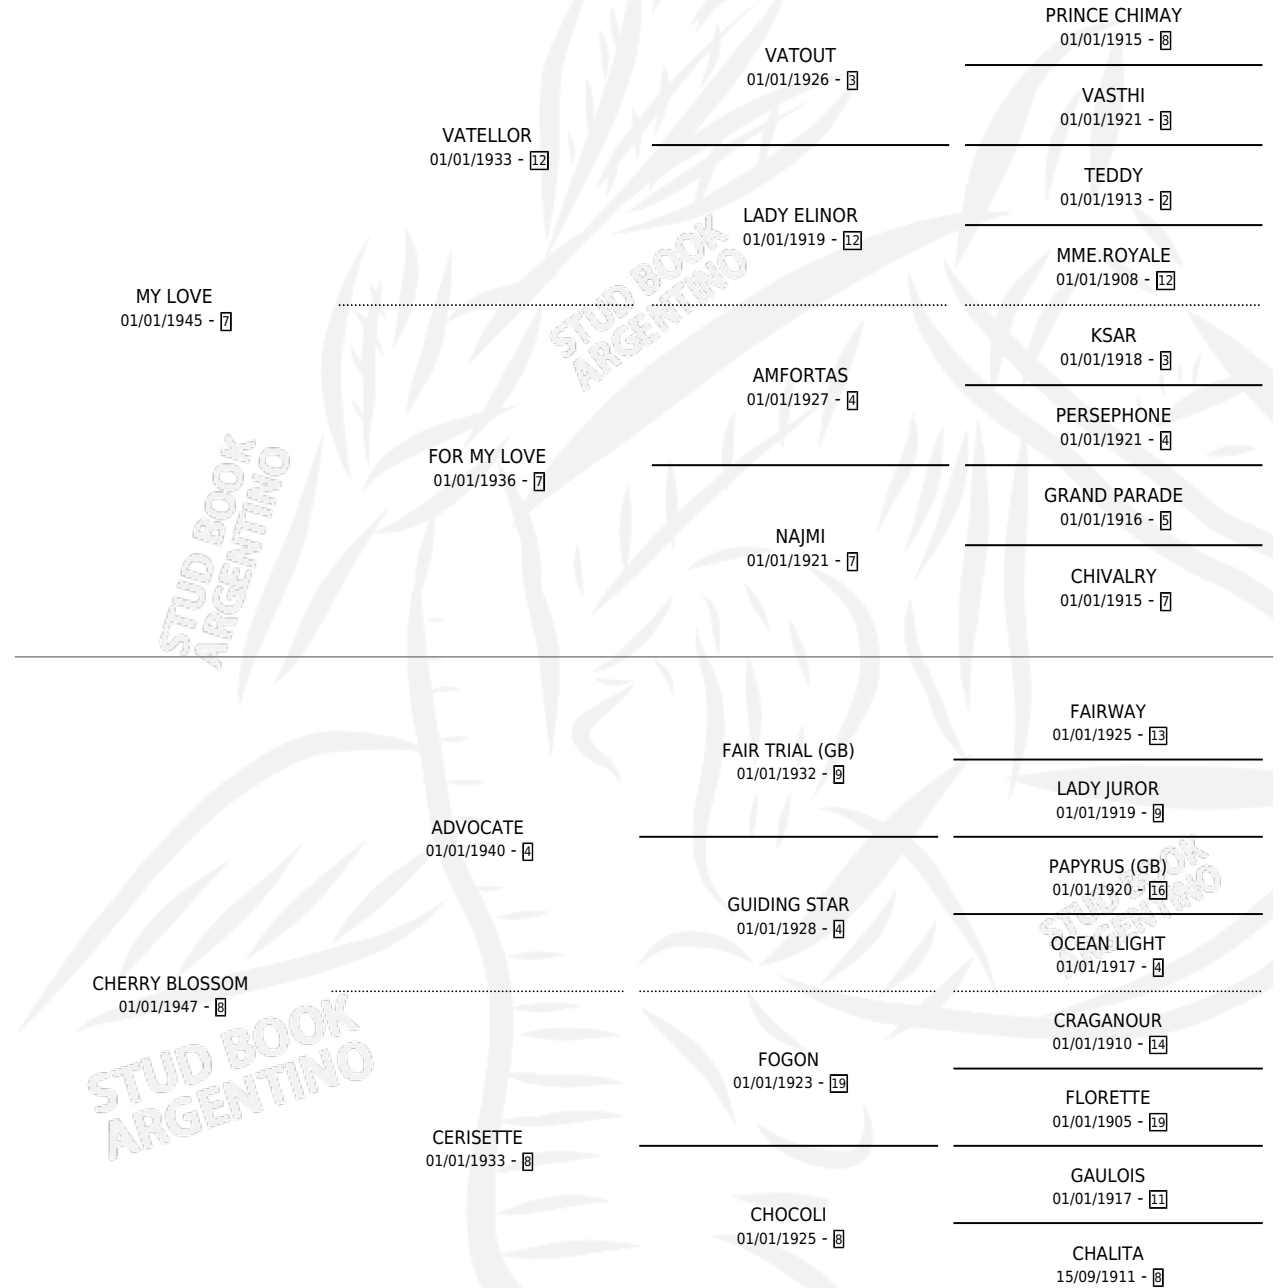 PRINCE CHIMAY
01/01/1915 - 8
VATOUT
01/01/1926 - 3
VASTHI
01/01/1921 - 3
VATELLOR
01/01/1933 - 12
TEDDY
01/01/1913 - 2
LADY ELINOR
01/01/1919 - 12
MME.ROYALE
01/01/1908 - 12
MY LOVE
01/01/1945 - 7
STUD BOOK
ARGENTINO
KSAR
01/01/1918 - 3
AMFORTAS
01/01/1927 - 4
PERSEPHONE
01/01/1921 - 4
FOR MY LOVE
01/01/1936 - 7
GRAND PARADE
01/01/1916 - 5
NAJMI
01/01/1921 - 7
CHIVALRY
01/01/1915 - 7
STUD BOOK
ARGENTINO
FAIRWAY
01/01/1925 - 13
FAIR TRIAL (GB)
01/01/1932 - 9
LADY JUROR
01/01/1919 - 9
ADVOCATE
01/01/1940 - 4
PAPYRUS (GB)
01/01/1920 - 16
GUIDING STAR
01/01/1928 - 4
OCEAN LIGHT
01/01/1917 - 4
STUD BOOK
ARGENTINO
CHERRY BLOSSOM
01/01/1947 - 8
CRAGANOUR
01/01/1910 - 14
FOGON
01/01/1923 - 19
FLORETTE
01/01/1905 - 19
STUD BOOK
ARGENTINO
CERISETTE
01/01/1933 - 8
GAULOIS
01/01/1917 - 11
CHOCOLI
01/01/1925 - 8
CHALITA
15/09/1911 - 8